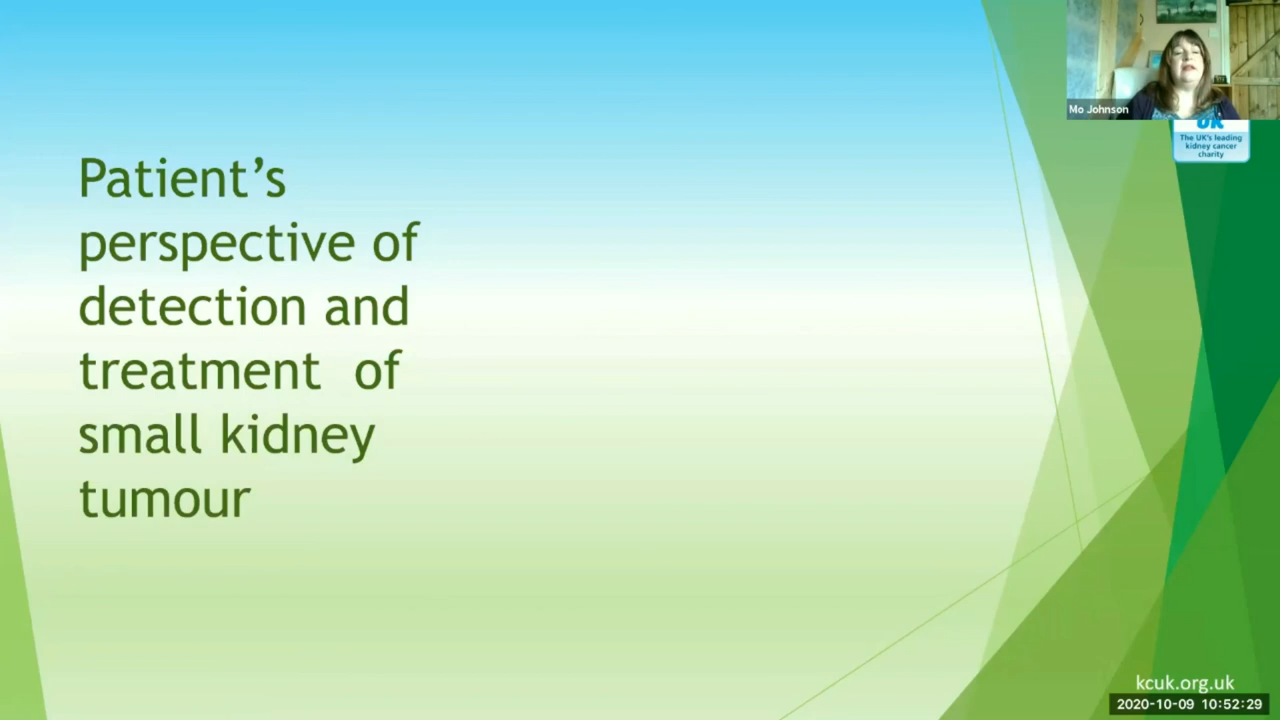 Patient’s
perspective of
detection and
treatment  of
small kidney
tumour
Mo Johnson
UK
The UK's leading
kidney cancer
charity
kcuk.org.uk
2020-10-09 10:52:29